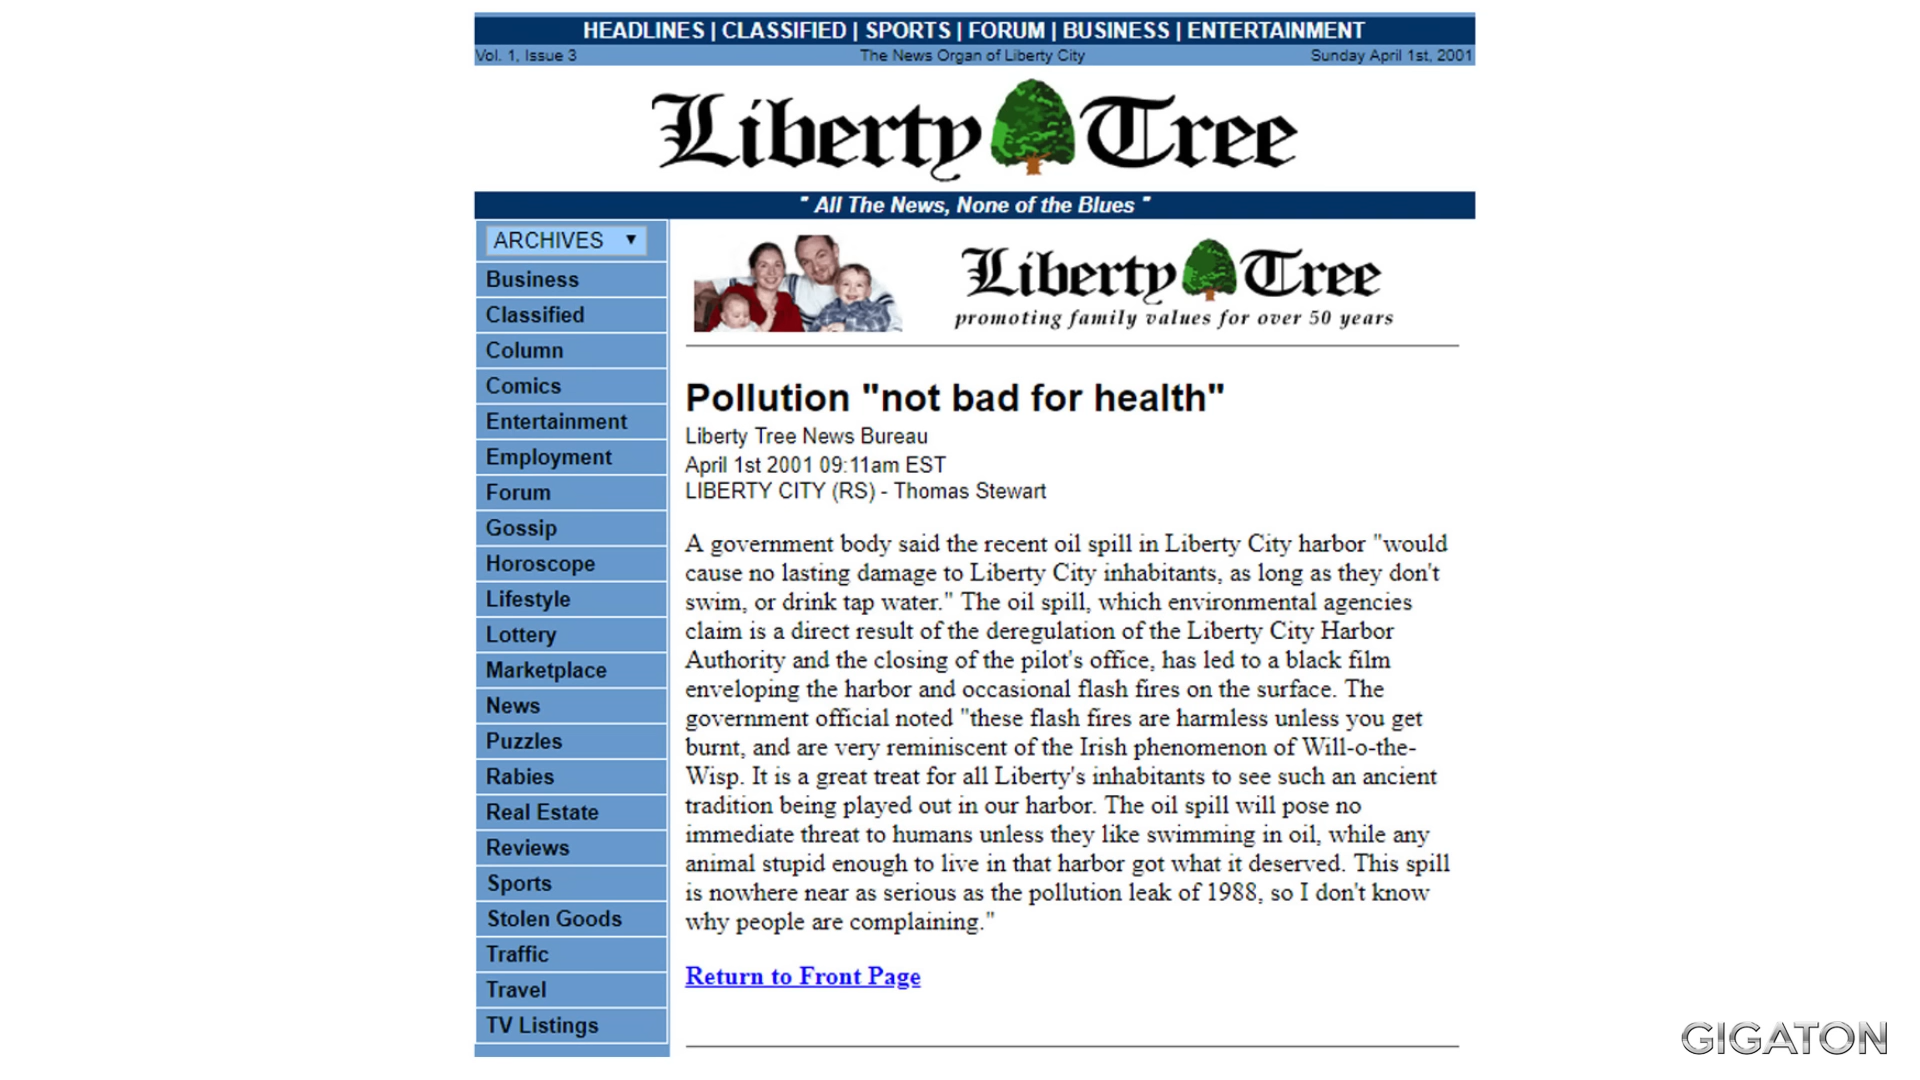 HEADLINES | CLASSIFIED | SPORTS | FORUM | BUSINESS | ENTERTAINMENT
Vol. 1, Issue 3 The News Organ of Liberty City Sunday April 1st, 2001
Liberty Tree
" All The News, None of the Blues "
ARCHIVES ▼
Business
Classified
Column
Comics
Entertainment
Employment
Forum
Gossip
Horoscope
Lifestyle
Lottery
Marketplace
News
Puzzles
Rabies
Real Estate
Reviews
Sports
Stolen Goods
Traffic
Travel
TV Listings
Liberty Tree
promoting family values for over 50 years
Pollution "not bad for health"
Liberty Tree News Bureau
April 1st 2001 09:11am EST
LIBERTY CITY (RS) - Thomas Stewart
A government body said the recent oil spill in Liberty City harbor "would
cause no lasting damage to Liberty City inhabitants, as long as they don't
swim, or drink tap water." The oil spill, which environmental agencies
claim is a direct result of the deregulation of the Liberty City Harbor
Authority and the closing of the pilot's office, has led to a black film
enveloping the harbor and occasional flash fires on the surface. The
government official noted "these flash fires are harmless unless you get
burnt, and are very reminiscent of the Irish phenomenon of Will-o-the-
Wisp. It is a great treat for all Liberty's inhabitants to see such an ancient
tradition being played out in our harbor. The oil spill will pose no
immediate threat to humans unless they like swimming in oil, while any
animal stupid enough to live in that harbor got what it deserved. This spill
is nowhere near as serious as the pollution leak of 1988, so I don't know
why people are complaining."
Return to Front Page
GIGATON